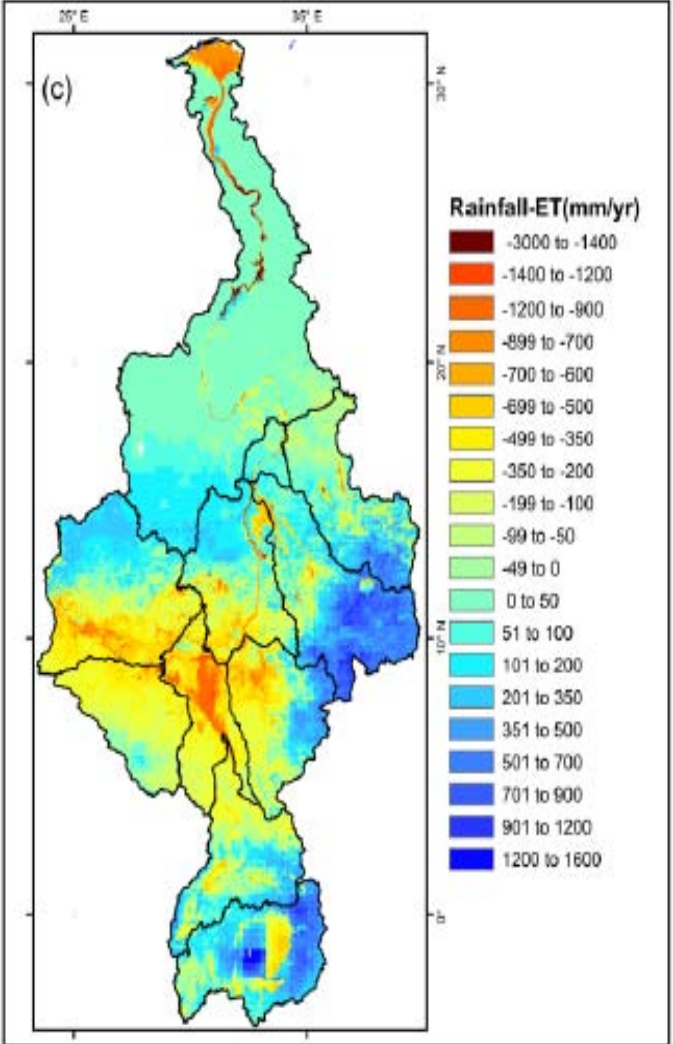 25° E 35° E
(c)
30° N
20° N
10° N
0°
Rainfall-ET(mm/yr)
-3000 to -1400
-1400 to -1200
-1200 to -900
-899 to -700
-700 to -600
-699 to -500
-499 to -350
-350 to -200
-199 to -100
-99 to -50
-49 to 0
0 to 50
51 to 100
101 to 200
201 to 350
351 to 500
501 to 700
701 to 900
901 to 1200
1200 to 1600